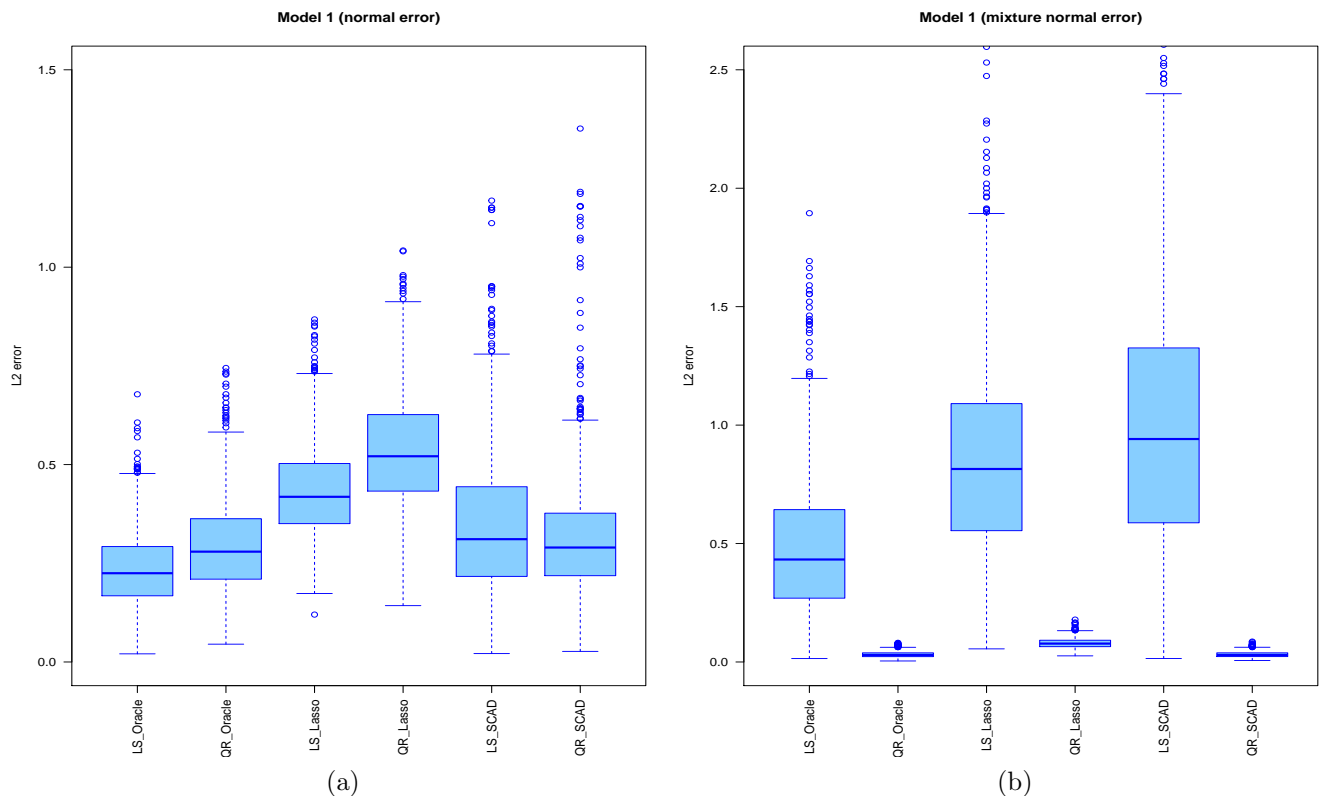 Model 1 (normal error)
1.5
1.0
0.5
0.0
L2 error
LS_Oracle
QR_Oracle
LS_Lasso
QR_Lasso
LS_SCAD
QR_SCAD
(a)
Model 1 (mixture normal error)
2.5
2.0
1.5
1.0
0.5
0.0
L2 error
LS_Oracle
QR_Oracle
LS_Lasso
QR_Lasso
LS_SCAD
QR_SCAD
(b)